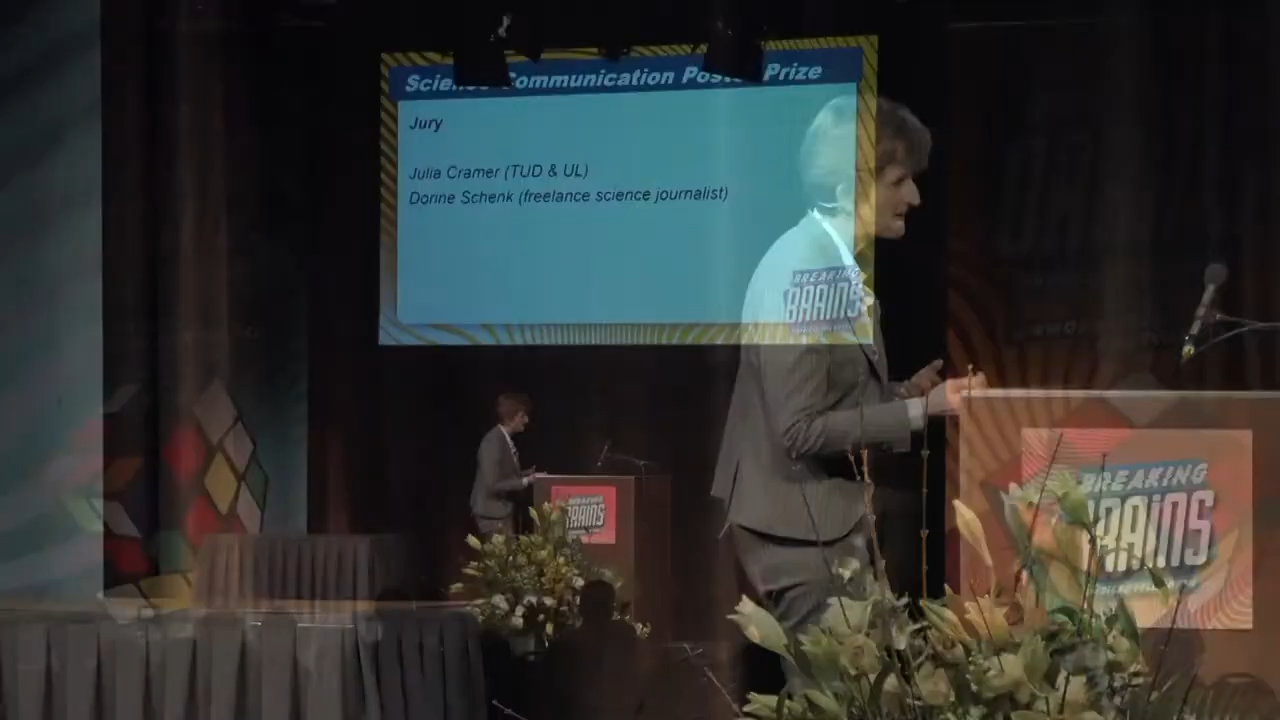 Science Communication Poster Prize
Jury
Julia Cramer (TUD & UL)
Dorine Schenk (freelance science journalist)
BREAKING
BRAINS
BREAKING
BRAINS
BREAKING
BRAINS